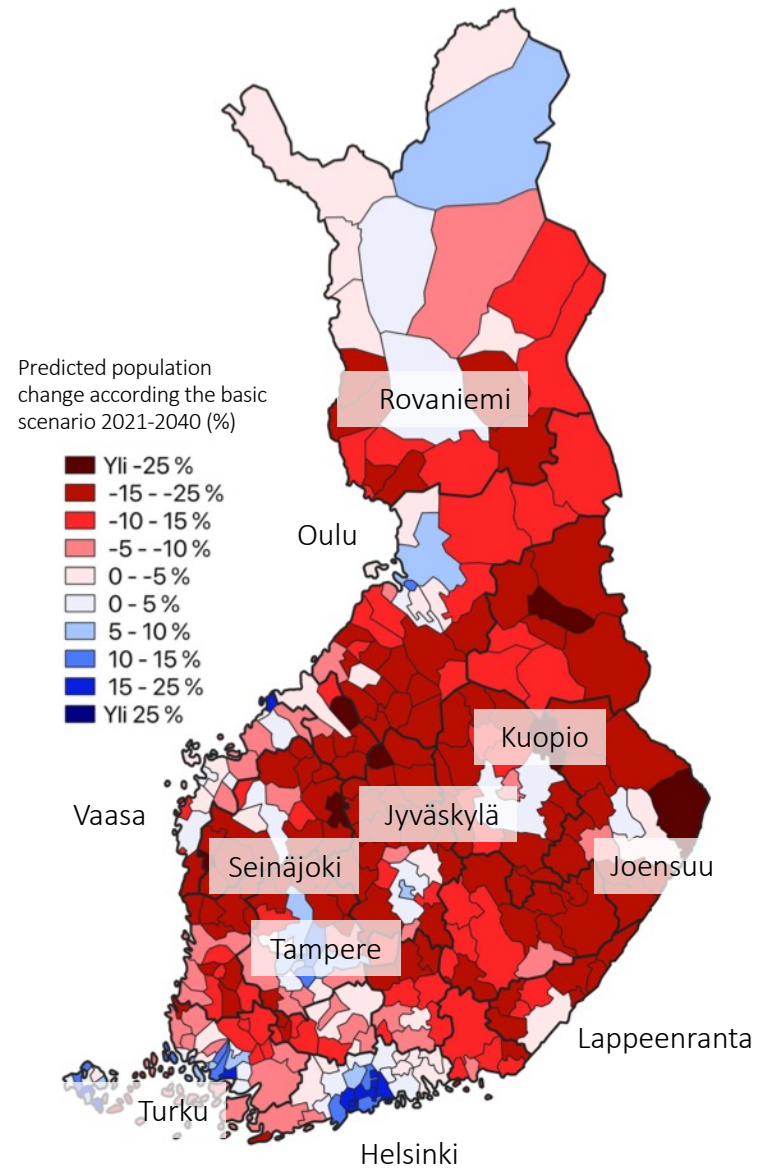 Rovaniemi
Predicted population
change according the basic
scenario 2021-2040 (%)
Yli -25 %
-15 - -25 %
-10 - 15 %
-5 - -10 %
0 - -5 %
0 - 5 %
5 - 10 %
10 - 15 %
15 - 25 %
Yli 25 %
Oulu
Kuopio
Vaasa
Jyväskylä
Seinäjoki
Joensuu
Tampere
Lappeenranta
Turku
Helsinki